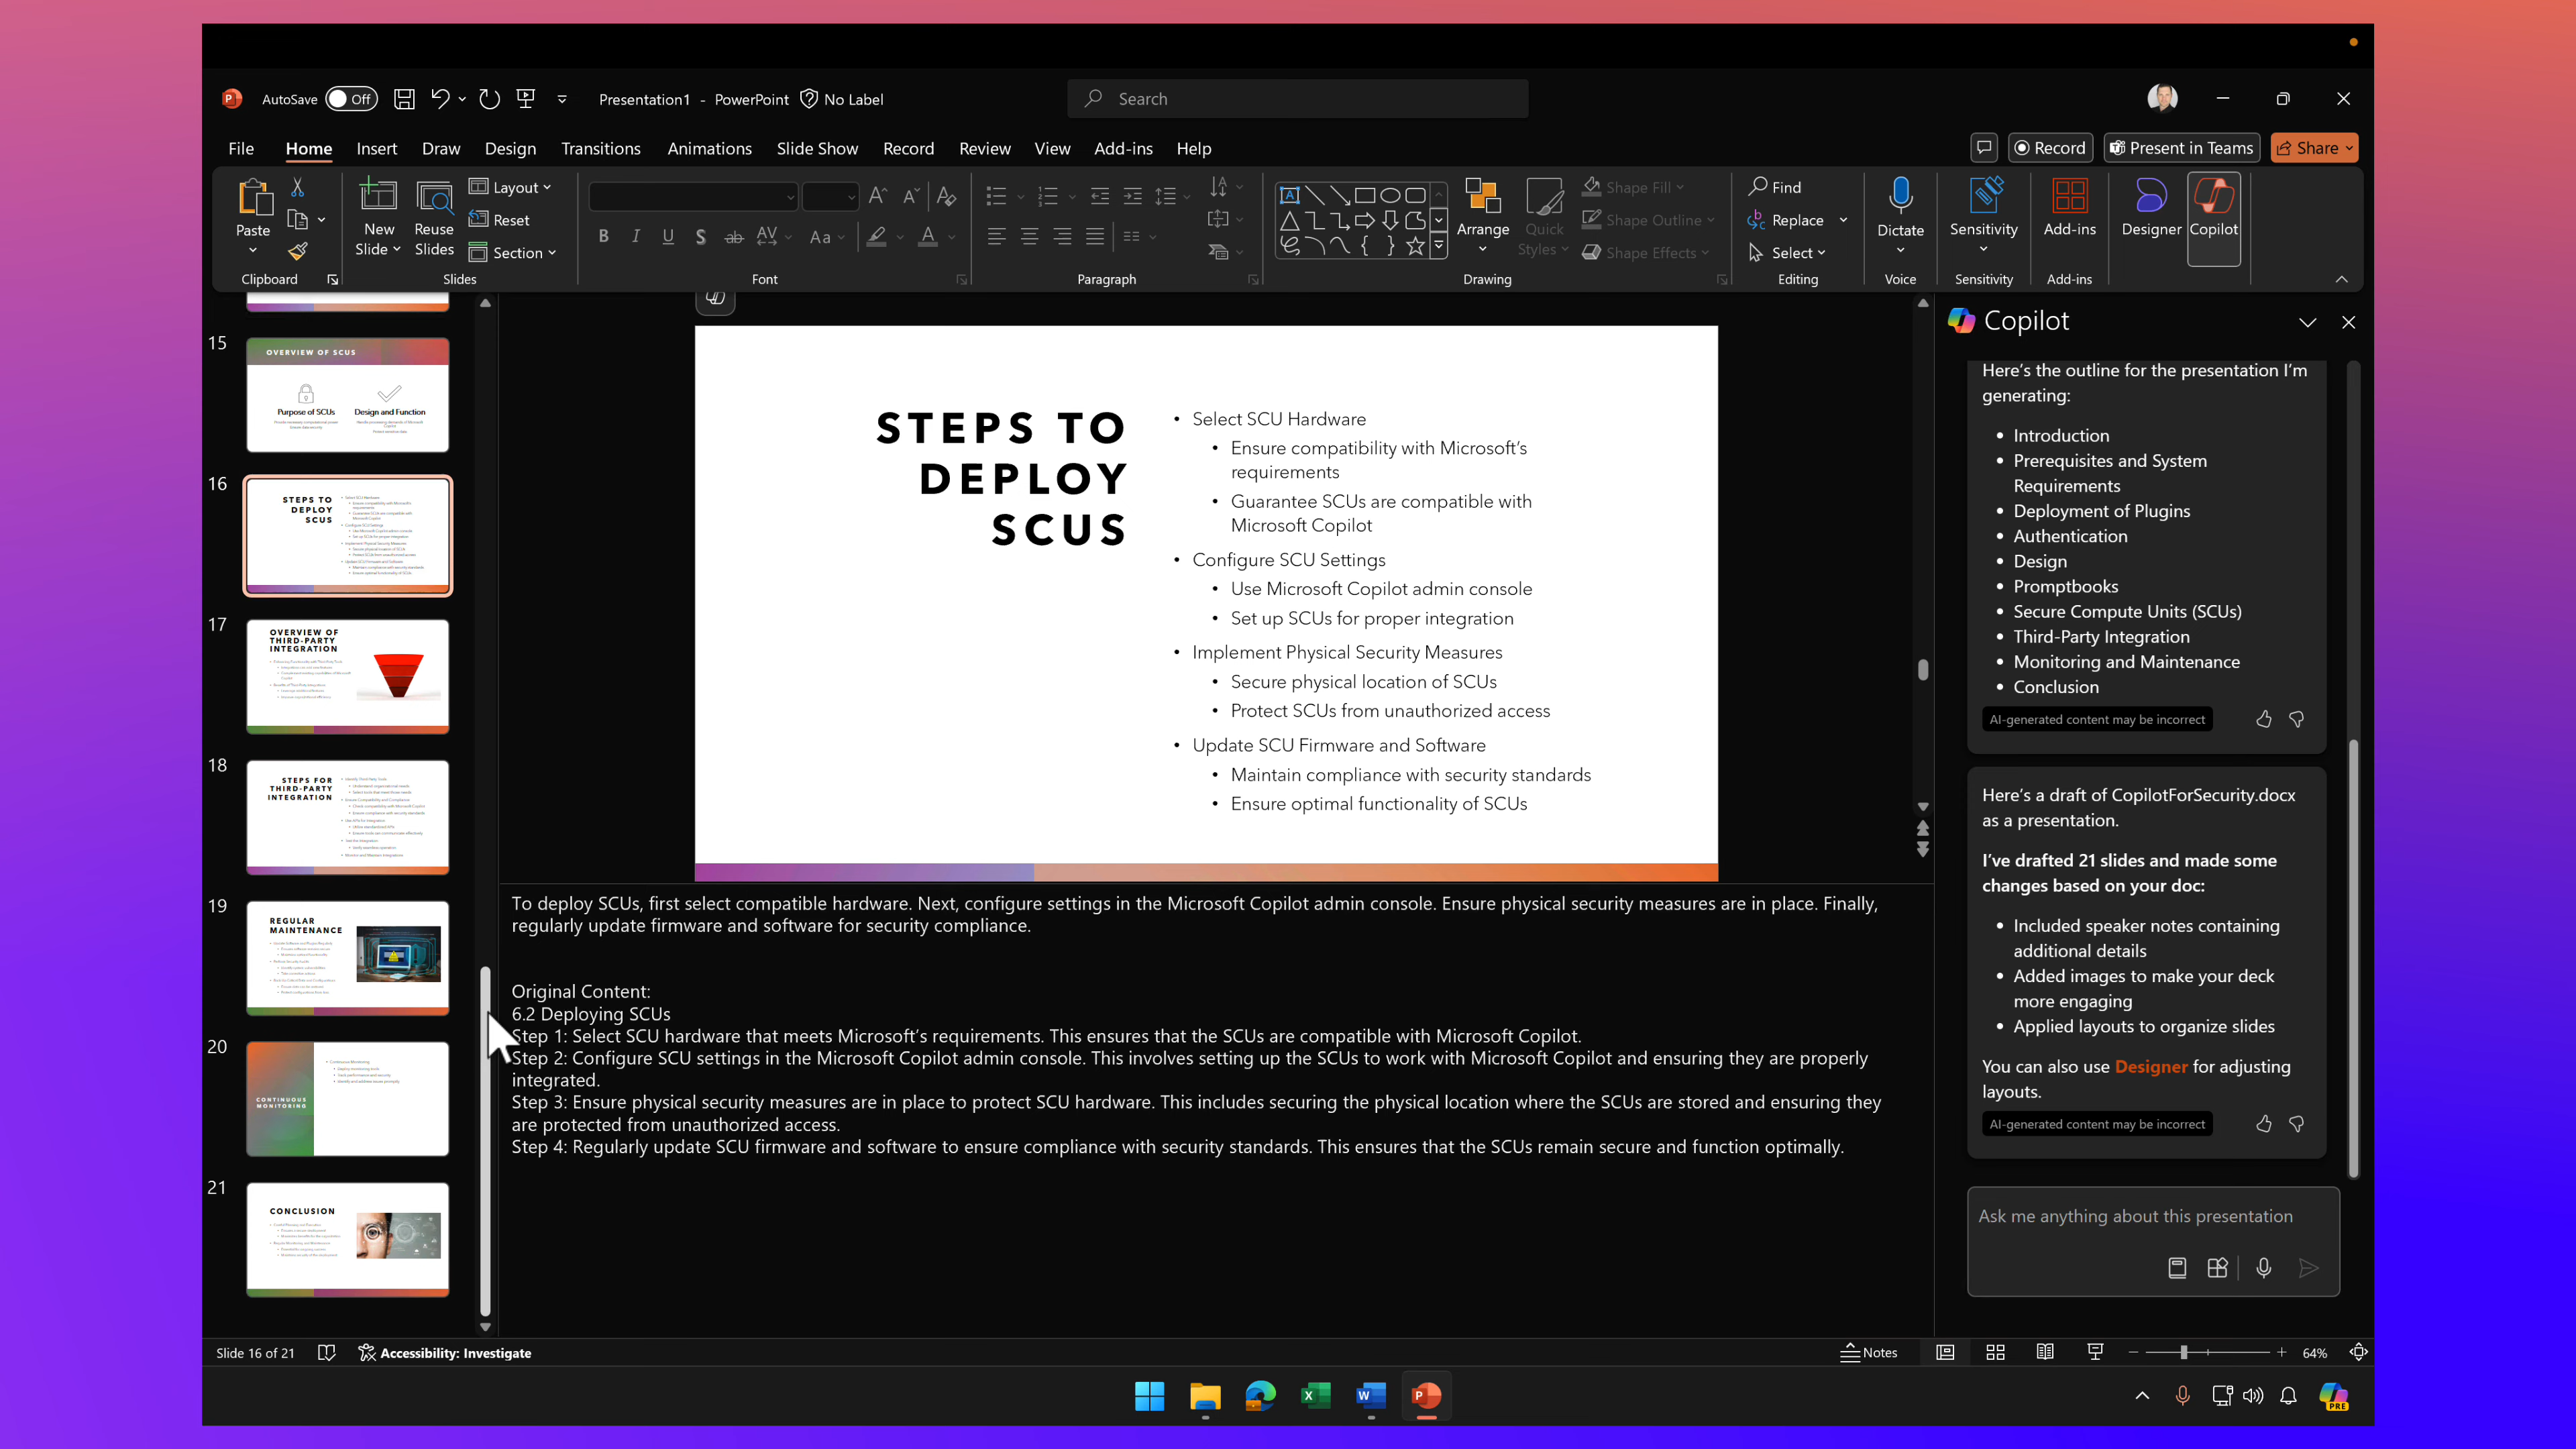 AutoSave Off Presentation1 - PowerPoint No Label Search
File Home Insert Draw Design Transitions Animations Slide Show Record Review View Add-ins Help Record Present in Teams Share
Paste New Slide Reuse Slides Layout Reset Section
Shape Fill Shape Outline Shape Effects
Arrange Quick Styles
Find Replace Select
Dictate Sensitivity Add-ins Designer Copilot
Clipboard Slides Font Paragraph Drawing Editing Voice Sensitivity Add-ins
15
OVERVIEW OF SCUS
Purpose of SCUs Design and Function
16
STEPS TO
DEPLOY
SCUS
17
OVERVIEW OF
THIRD-PARTY
INTEGRATION
18
STEPS FOR
THIRD-PARTY
INTEGRATION
19
REGULAR
MAINTENANCE
20
CONTINUOUS
MONITORING
21
CONCLUSION
STEPS TO
DEPLOY
SCUS
• Select SCU Hardware
• Ensure compatibility with Microsoft's
requirements
• Guarantee SCUs are compatible with
Microsoft Copilot
• Configure SCU Settings
• Use Microsoft Copilot admin console
• Set up SCUs for proper integration
• Implement Physical Security Measures
• Secure physical location of SCUs
• Protect SCUs from unauthorized access
• Update SCU Firmware and Software
• Maintain compliance with security standards
• Ensure optimal functionality of SCUs
To deploy SCUs, first select compatible hardware. Next, configure settings in the Microsoft Copilot admin console. Ensure physical security measures are in place. Finally,
regularly update firmware and software for security compliance.
Original Content:
6.2 Deploying SCUs
Step 1: Select SCU hardware that meets Microsoft's requirements. This ensures that the SCUs are compatible with Microsoft Copilot.
Step 2: Configure SCU settings in the Microsoft Copilot admin console. This involves setting up the SCUs to work with Microsoft Copilot and ensuring they are properly
integrated.
Step 3: Ensure physical security measures are in place to protect SCU hardware. This includes securing the physical location where the SCUs are stored and ensuring they
are protected from unauthorized access.
Step 4: Regularly update SCU firmware and software to ensure compliance with security standards. This ensures that the SCUs remain secure and function optimally.
Copilot
Here's the outline for the presentation I'm
generating:
• Introduction
• Prerequisites and System
Requirements
• Deployment of Plugins
• Authentication
• Design
• Promptbooks
• Secure Compute Units (SCUs)
• Third-Party Integration
• Monitoring and Maintenance
• Conclusion
AI-generated content may be incorrect
Here's a draft of CopilotForSecurity.docx
as a presentation.
I've drafted 21 slides and made some
changes based on your doc:
• Included speaker notes containing
additional details
• Added images to make your deck
more engaging
• Applied layouts to organize slides
You can also use Designer for adjusting
layouts.
AI-generated content may be incorrect
Ask me anything about this presentation
Slide 16 of 21 Accessibility: Investigate Notes 64%
PRE